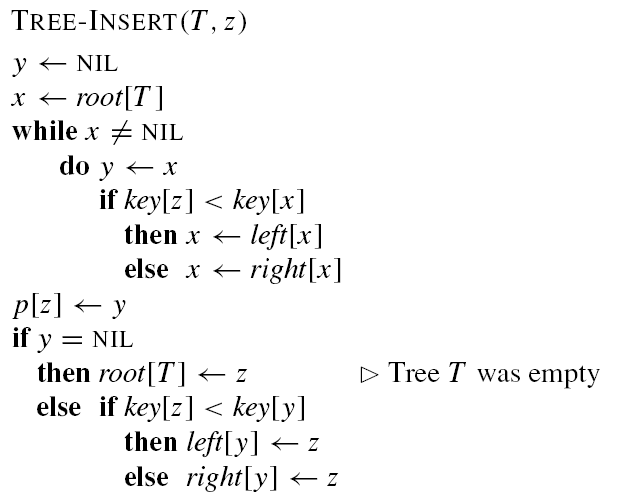 TREE-INSERT(T, z)
y ← NIL
x ← root[T]
while x ≠ NIL
do y ← x
if key[z] < key[x]
then x ← left[x]
else x ← right[x]
p[z] ← y
if y = NIL
then root[T] ← z ▷ Tree T was empty
else if key[z] < key[y]
then left[y] ← z
else right[y] ← z